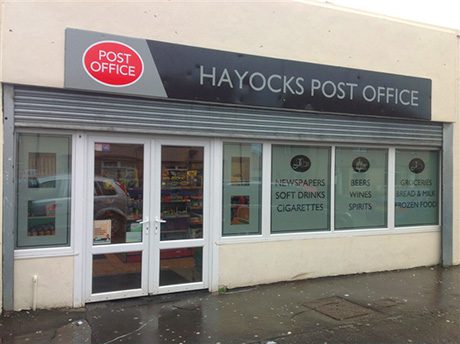 POST
OFFICE
HAYOCKS POST OFFICE
NEWSPAPERS
SOFT DRINKS
CIGARETTES
BEERS
WINES
SPIRITS
GROCERIES
BREAD & MILK
FROZEN FOOD